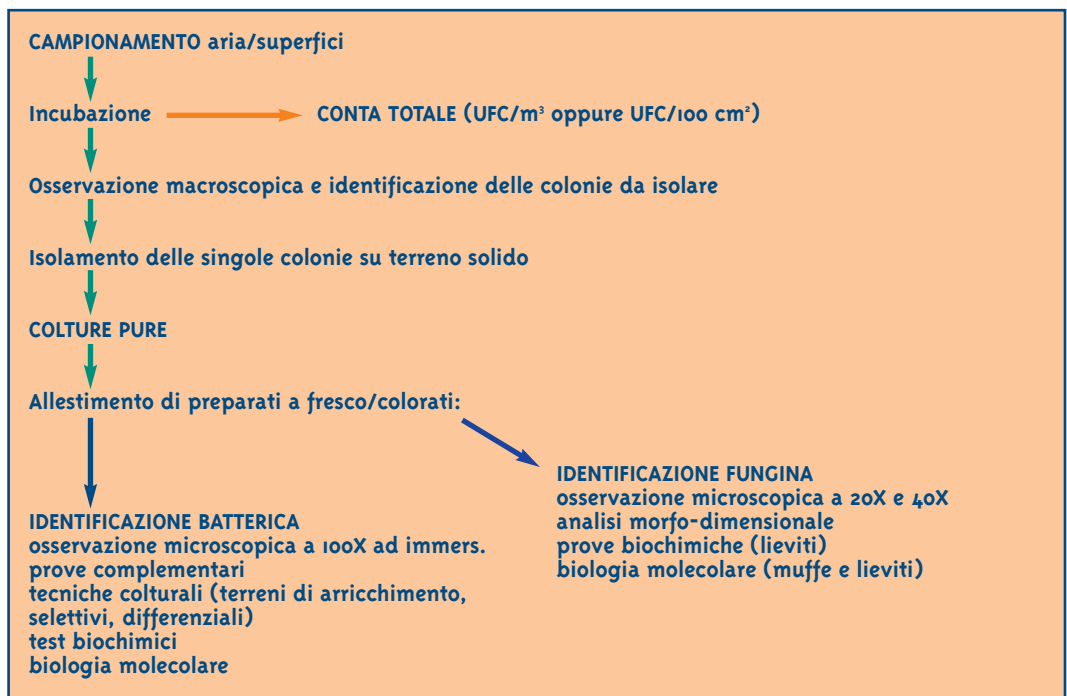 CAMPIONAMENTO aria/superfici
Incubazione
CONTA TOTALE (UFC/m³ oppure UFC/100 cm²)
Osservazione macroscopica e identificazione delle colonie da isolare
Isolamento delle singole colonie su terreno solido
COLTURE PURE
Allestimento di preparati a fresco/colorati:
IDENTIFICAZIONE BATTERICA
osservazione microscopica a 100X ad immers.
prove complementari
tecniche colturali (terreni di arricchimento,
selettivi, differenziali)
test biochimici
biologia molecolare
IDENTIFICAZIONE FUNGINA
osservazione microscopica a 20X e 40X
analisi morfo-dimensionale
prove biochimiche (lieviti)
biologia molecolare (muffe e lieviti)